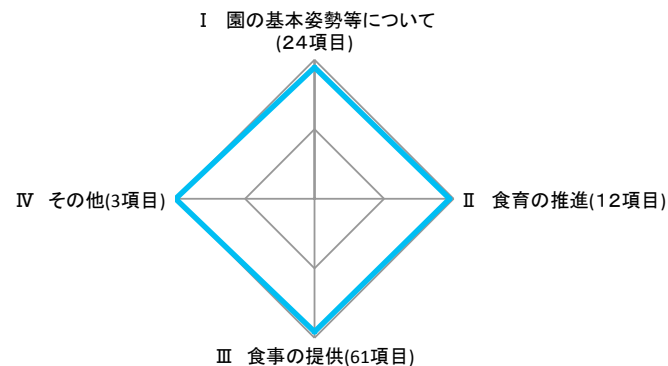 Ⅰ 園の基本姿勢等について
(24項目)
Ⅳ その他(3項目)
Ⅱ 食育の推進(12項目)
Ⅲ 食事の提供(61項目)